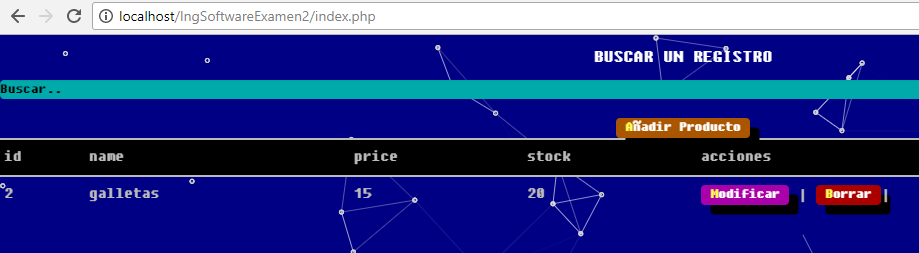 localhost/IngSoftwareExamen2/index.php
BUSCAR UN REGISTRO
Buscar..
Añadir Producto
id name price stock acciones
2 galletas 15 20 Modificar | Borrar |